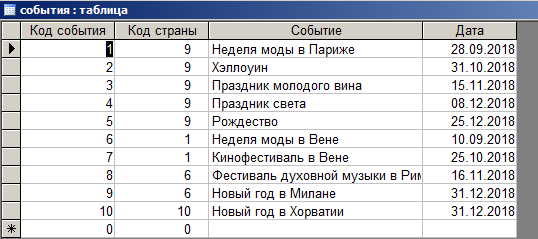 события : таблица
Код события Код страны Событие Дата
1 9 Неделя моды в Париже 28.09.2018
2 9 Хэллоуин 31.10.2018
3 9 Праздник молодого вина 15.11.2018
4 9 Праздник света 08.12.2018
5 9 Рождество 25.12.2018
6 1 Неделя моды в Вене 10.09.2018
7 1 Кинофестиваль в Вене 25.10.2018
8 6 Фестиваль духовной музыки в Рим 16.11.2018
9 6 Новый год в Милане 31.12.2018
10 10 Новый год в Хорватии 31.12.2018
0 0